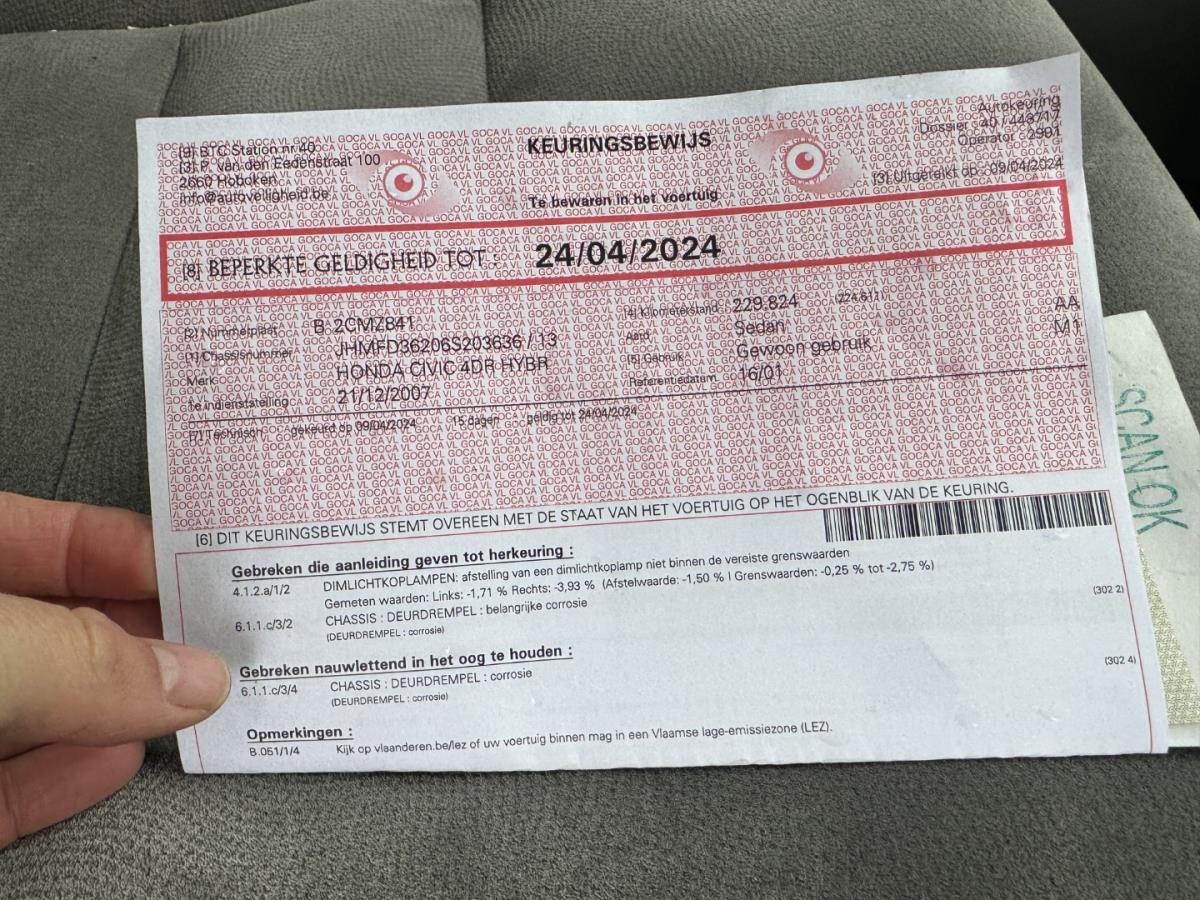 [9] BTC Station nr 40
[3] P. van den Eedenstraat 100
2660 Hoboken
info@autoveiligheid.be
KEURINGSBEWIJS
Te bewaren in het voertuig
Autokeuring
Dossier 40 / 448717
Operator 2901
[3] Uitgereikt op : 09/04/2024
[8] BEPERKTE GELDIGHEID TOT : 24/04/2024
[2] Nummerplaat B: 2CMZ841
[1] Chassisnummer JHMFD36206S203636 / 13
Merk HONDA CIVIC 4DR HYBR
1e indienststelling 21/12/2007
[4] Kilometerstand 229.824 (224.611)
Aard Sedan AA
[5] Gebruik Gewoon gebruik M1
Referentiedatum 16/01
[7] Technisch gekeurd op 09/04/2024 15 dagen geldig tot 24/04/2024
[6] DIT KEURINGSBEWIJS STEMT OVEREEN MET DE STAAT VAN HET VOERTUIG OP HET OGENBLIK VAN DE KEURING.
Gebreken die aanleiding geven tot herkeuring :
4.1.2.a/1/2 DIMLICHTKOPLAMPEN: afstelling van een dimlichtkoplamp niet binnen de vereiste grenswaarden
Gemeten waarden: Links: -1,71 % Rechts: -3,93 % (Afstelwaarde: -1,50 % | Grenswaarden: -0,25 % tot -2,75 %)
6.1.1.c/3/2 CHASSIS : DEURDREMPEL : belangrijke corrosie (302 2)
(DEURDREMPEL : corrosie)
Gebreken nauwlettend in het oog te houden :
6.1.1.c/3/4 CHASSIS : DEURDREMPEL : corrosie (302 4)
(DEURDREMPEL : corrosie)
Opmerkingen :
B.051/1/4 Kijk op vlaanderen.be/lez of uw voertuig binnen mag in een Vlaamse lage-emissiezone (LEZ).
SCAN OK